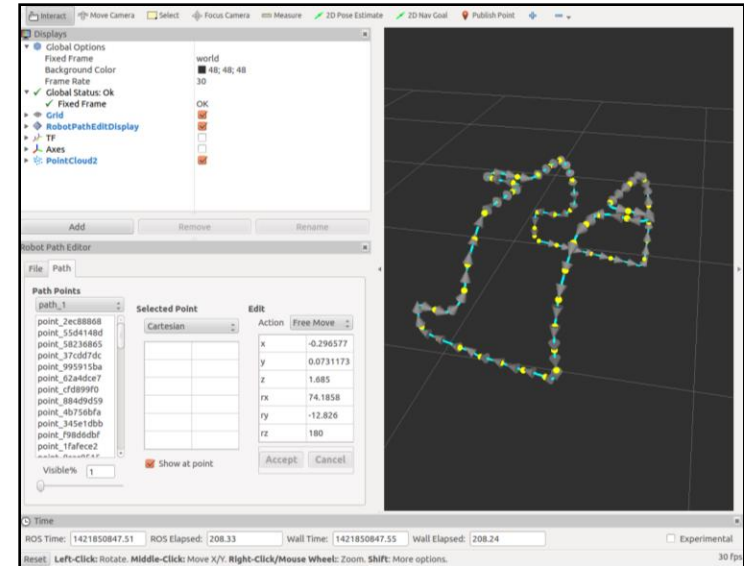 Interact Move Camera Select Focus Camera Measure 2D Pose Estimate 2D Nav Goal Publish Point
Displays
Global Options
Fixed Frame world
Background Color 48; 48; 48
Frame Rate 30
Global Status: Ok
Fixed Frame OK
Grid
RobotPathEditDisplay
TF
Axes
PointCloud2
Add Remove Rename
Robot Path Editor
File Path
Path Points
path_1
point_2ec88868
point_55d4148d
point_58236865
point_37cdd7dc
point_995915ba
point_62a4dce7
point_cfd899f0
point_884d9d59
point_4b756bfa
point_345e1dbb
point_f98d6dbf
point_1fafece2
Visible% 1
Selected Point
Cartesian
Show at point
Edit
Action Free Move
x -0.296577
y 0.0731173
z 1.685
rx 74.1858
ry -12.826
rz 180
Accept Cancel
Time
ROS Time: 1421850847.51 ROS Elapsed: 208.33 Wall Time: 1421850847.55 Wall Elapsed: 208.24 Experimental
Reset Left-Click: Rotate. Middle-Click: Move X/Y. Right-Click/Mouse Wheel: Zoom. Shift: More options. 30 fps